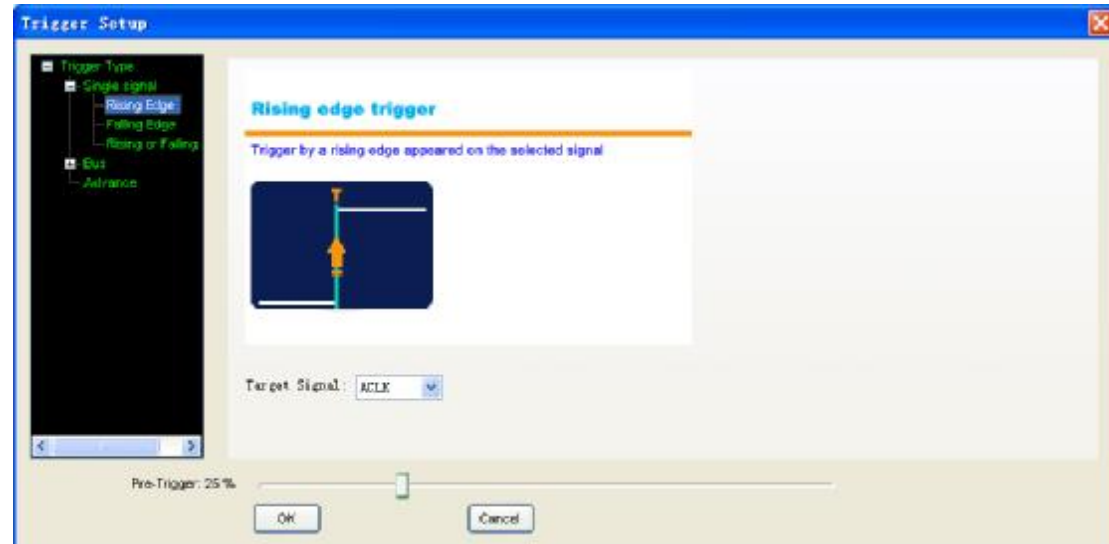 Trigger Setup
Trigger Type
Single signal
Rising Edge
Falling Edge
Rising or Falling
Bus
Advance
Rising edge trigger
Trigger by a rising edge appeared on the selected signal
T
Target Signal: ACLK
Pre-Trigger: 25 %
OK
Cancel